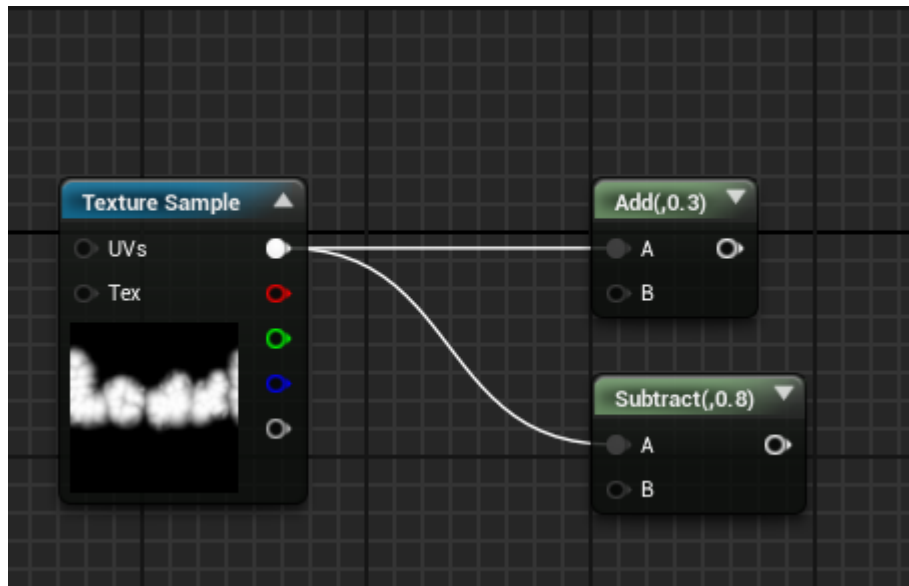 Texture Sample
UVs
Tex
Add(,0.3)
A
B
Subtract(,0.8)
A
B